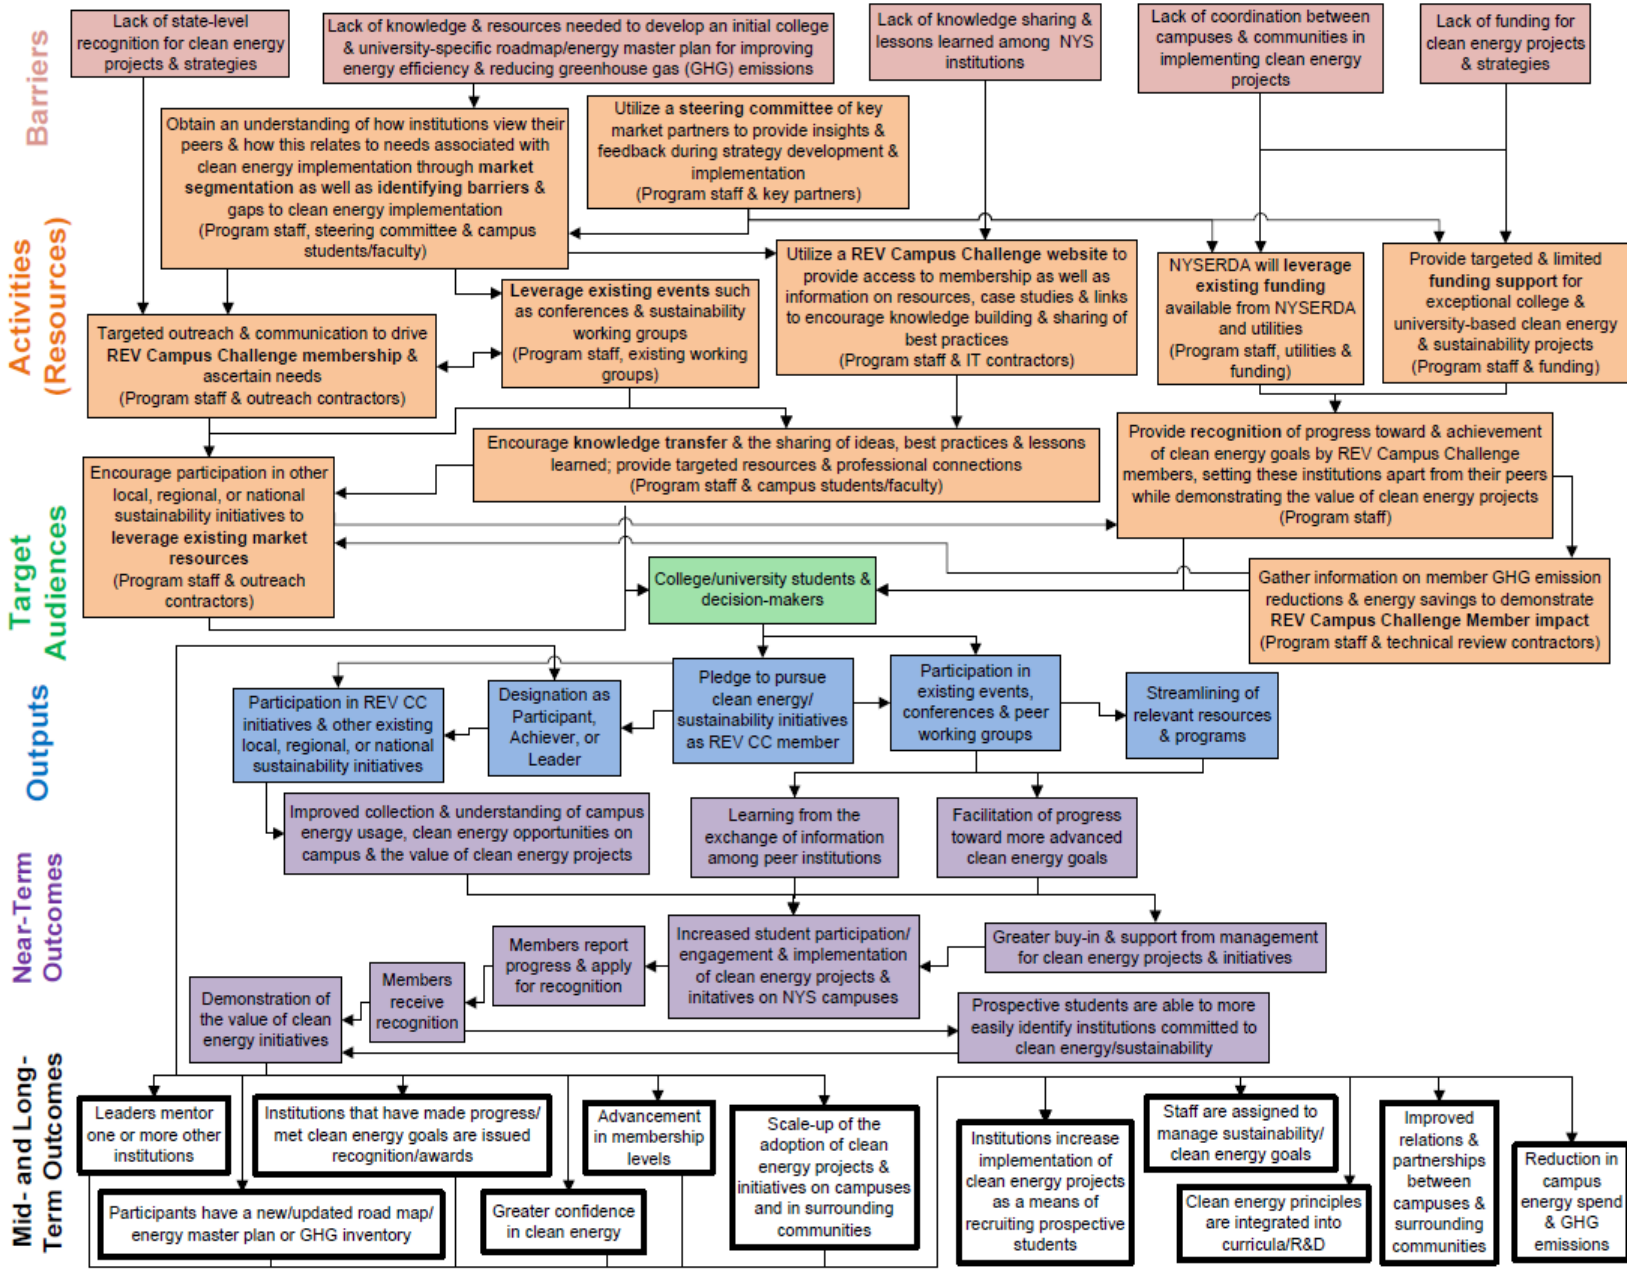 Barriers
Lack of state-level
recognition for clean energy
projects & strategies
Lack of knowledge & resources needed to develop an initial college
& university-specific roadmap/energy master plan for improving
energy efficiency & reducing greenhouse gas (GHG) emissions
Lack of knowledge sharing &
lessons learned among NYS
institutions
Lack of coordination between
campuses & communities in
implementing clean energy
projects
Lack of funding for
clean energy projects
& strategies
Activities
(Resources)
Obtain an understanding of how institutions view their
peers & how this relates to needs associated with
clean energy implementation through market
segmentation as well as identifying barriers &
gaps to clean energy implementation
(Program staff, steering committee & campus
students/faculty)
Utilize a steering committee of key
market partners to provide insights &
feedback during strategy development &
implementation
(Program staff & key partners)
Targeted outreach & communication to drive
REV Campus Challenge membership &
ascertain needs
(Program staff & outreach contractors)
Leverage existing events such
as conferences & sustainability
working groups
(Program staff, existing working
groups)
Utilize a REV Campus Challenge website to
provide access to membership as well as
information on resources, case studies & links
to encourage knowledge building & sharing of
best practices
(Program staff & IT contractors)
NYSERDA will leverage
existing funding
available from NYSERDA
and utilities
(Program staff, utilities &
funding)
Provide targeted & limited
funding support for
exceptional college &
university-based clean energy
& sustainability projects
(Program staff & funding)
Encourage participation in other
local, regional, or national
sustainability initiatives to
leverage existing market
resources
(Program staff & outreach
contractors)
Encourage knowledge transfer & the sharing of ideas, best practices & lessons
learned; provide targeted resources & professional connections
(Program staff & campus students/faculty)
Provide recognition of progress toward & achievement
of clean energy goals by REV Campus Challenge
members, setting these institutions apart from their peers
while demonstrating the value of clean energy projects
(Program staff)
Gather information on member GHG emission
reductions & energy savings to demonstrate
REV Campus Challenge Member impact
(Program staff & technical review contractors)
Target
Audiences
College/university students &
decision-makers
Outputs
Participation in REV CC
initiatives & other existing
local, regional, or national
sustainability initiatives
Designation as
Participant,
Achiever, or
Leader
Pledge to pursue
clean energy/
sustainability initiatives
as REV CC member
Participation in
existing events,
conferences & peer
working groups
Streamlining of
relevant resources
& programs
Near-Term
Outcomes
Improved collection & understanding of campus
energy usage, clean energy opportunities on
campus & the value of clean energy projects
Learning from the
exchange of information
among peer institutions
Facilitation of progress
toward more advanced
clean energy goals
Demonstration of
the value of clean
energy initiatives
Members
receive
recognition
Members report
progress & apply
for recognition
Increased student participation/
engagement & implementation
of clean energy projects &
initatives on NYS campuses
Greater buy-in & support from management
for clean energy projects & initiatives
Prospective students are able to more
easily identify institutions committed to
clean energy/sustainability
Mid- and Long-
Term Outcomes
Leaders mentor
one or more other
institutions
Institutions that have made progress/
met clean energy goals are issued
recognition/awards
Advancement
in membership
levels
Scale-up of the
adoption of clean
energy projects &
initiatives on campuses
and in surrounding
communities
Participants have a new/updated road map/
energy master plan or GHG inventory
Greater confidence
in clean energy
Institutions increase
implementation of
clean energy projects
as a means of
recruiting prospective
students
Staff are assigned to
manage sustainability/
clean energy goals
Clean energy principles
are integrated into
curricula/R&D
Improved
relations &
partnerships
between
campuses &
surrounding
communities
Reduction in
campus
energy spend
& GHG
emissions